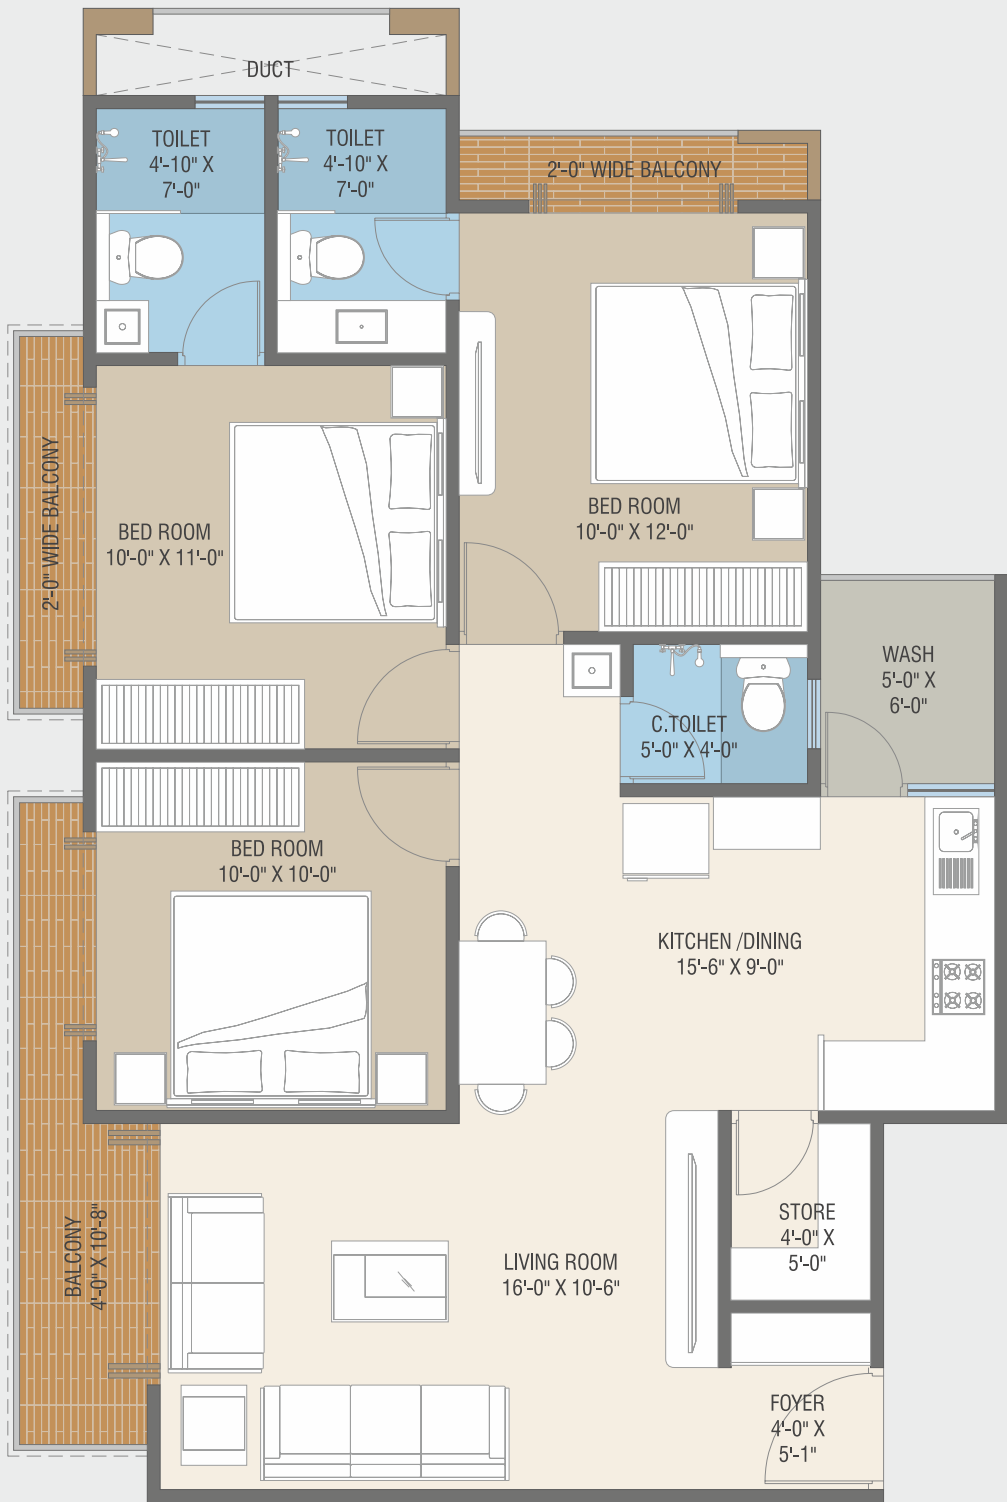 DUCT
TOILET
4'-10" X
7'-0"
TOILET
4'-10" X
7'-0"
2'-0" WIDE BALCONY
2'-0" WIDE BALCONY
BED ROOM
10'-0" X 11'-0"
BED ROOM
10'-0" X 12'-0"
WASH
5'-0" X
6'-0"
C.TOILET
5'-0" X 4'-0"
BED ROOM
10'-0" X 10'-0"
KITCHEN /DINING
15'-6" X 9'-0"
BALCONY
4'-0" X 10'-8"
LIVING ROOM
16'-0" X 10'-6"
STORE
4'-0" X
5'-0"
FOYER
4'-0" X
5'-1"